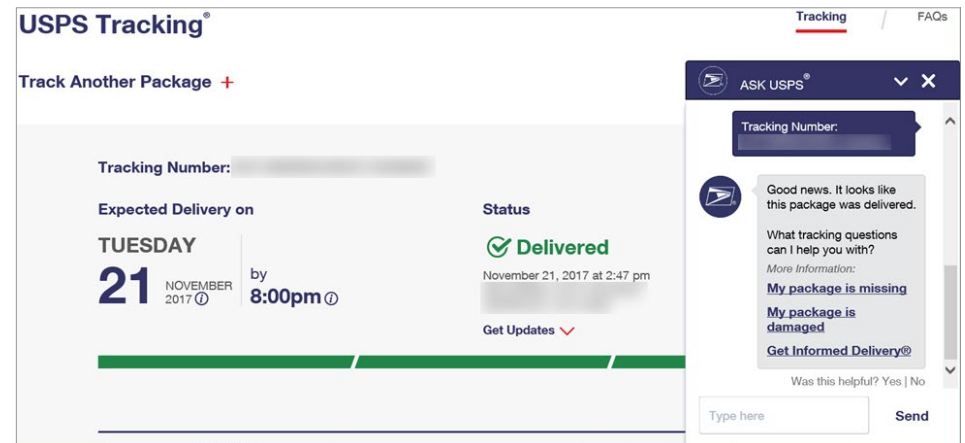 USPS Tracking®
Tracking / FAQs
Track Another Package +
Tracking Number:
Expected Delivery on
TUESDAY
21 NOVEMBER 2017
by
8:00pm
Status
Delivered
November 21, 2017 at 2:47 pm
Get Updates
ASK USPS®
Tracking Number:
Good news. It looks like
this package was delivered.
What tracking questions
can I help you with?
More Information:
My package is missing
My package is
damaged
Get Informed Delivery®
Was this helpful? Yes | No
Type here
Send